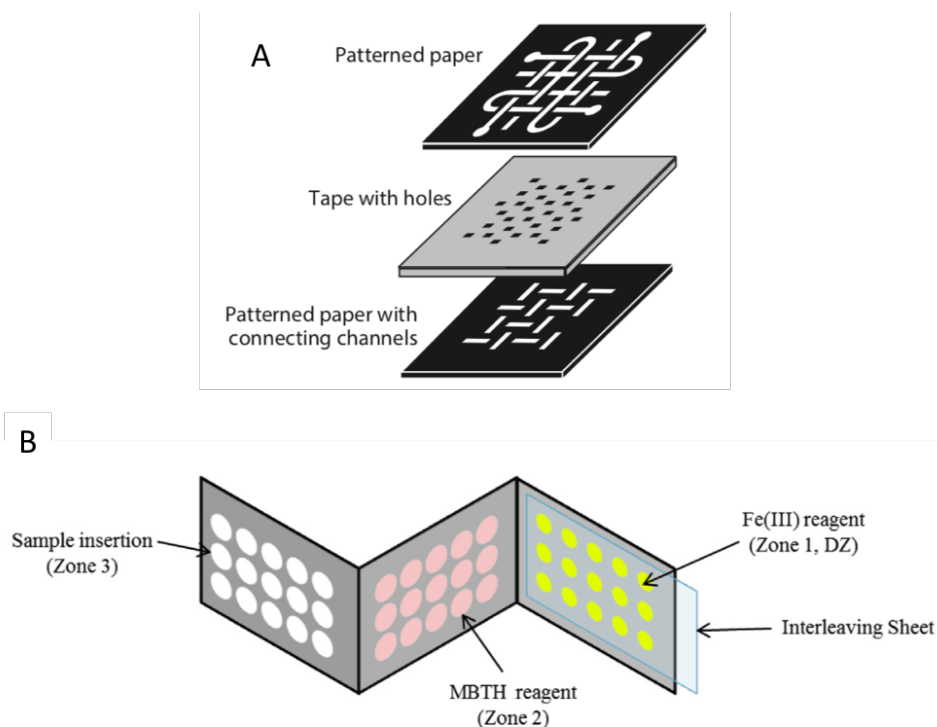 A
Patterned paper
Tape with holes
Patterned paper with
connecting channels
B
Sample insertion
(Zone 3)
Fe(III) reagent
(Zone 1, DZ)
Interleaving Sheet
MBTH reagent
(Zone 2)